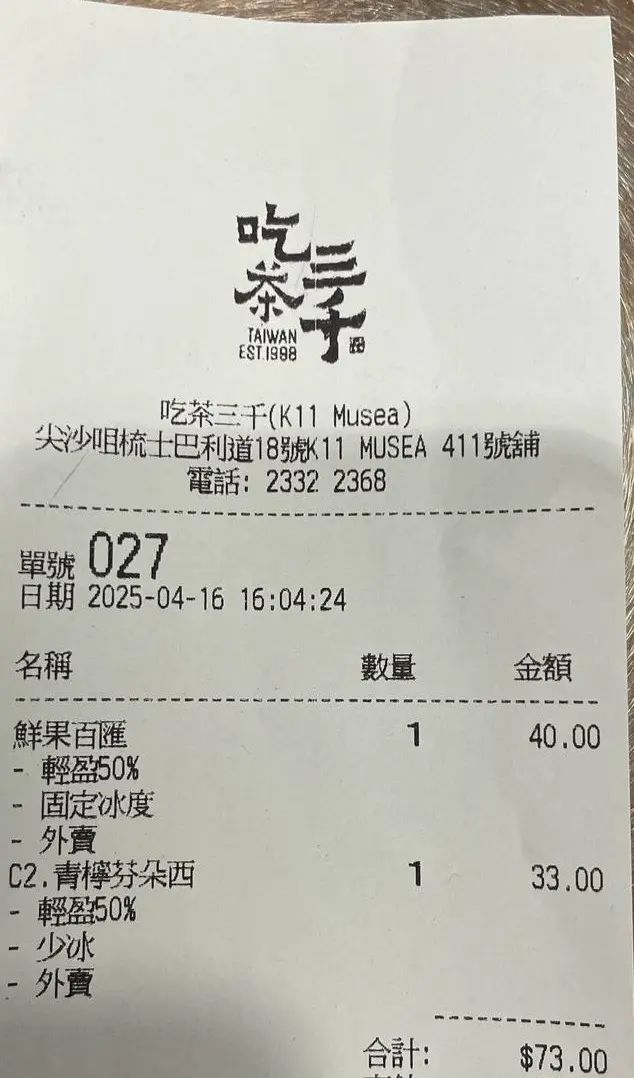 吃茶三千
TAIWAN
EST.1988
吃茶三千(K11 Musea)
尖沙咀梳士巴利道18號K11 MUSEA 411號舖
電話: 2332 2368
單號 027
日期 2025-04-16 16:04:24
名稱 數量 金額
鮮果百匯 1 40.00
- 輕盈50%
- 固定冰度
- 外賣
C2.青檸芬朵西 1 33.00
- 輕盈50%
- 少冰
- 外賣
合計: $73.00